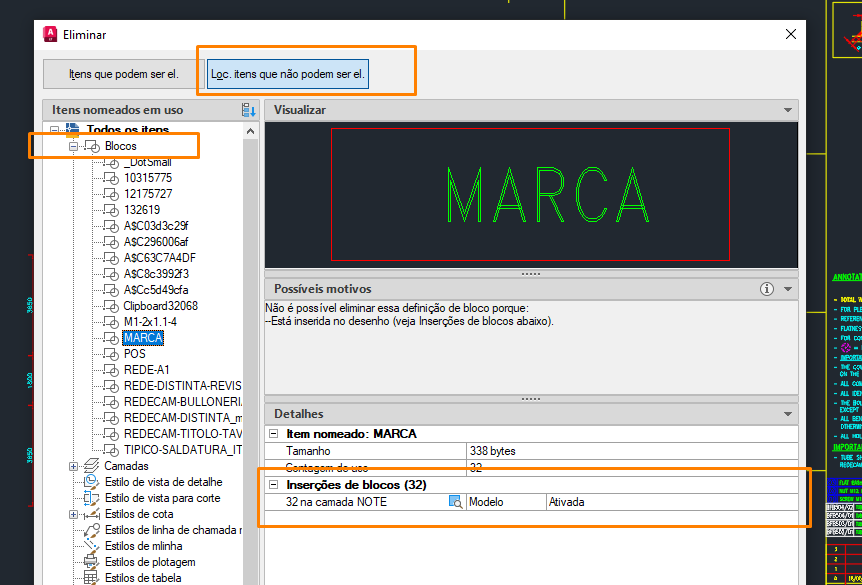 Eliminar
Itens que podem ser el.
Loc. itens que não podem ser el.
Itens nomeados em uso
Todos os itens
Blocos
_DotSmall
10315775
12175727
132619
A$C03d3c29f
A$C296006af
A$C63C7A4DF
A$C8c3992f3
A$Cc5d49cfa
Clipboard32068
M1-2x1.1-4
MARCA
POS
REDE-A1
REDE-DISTINTA-REVIS
REDECAM-BULLONERI
REDECAM-DISTINTA_m
REDECAM-TITOLO-TAV
TIPICO-SALDATURA_IT
Camadas
Estilo de vista de detalhe
Estilo de vista para corte
Estilos de cota
Estilos de linha de chamada
Estilos de mlinha
Estilos de plotagem
Estilos de tabela
Visualizar
MARCA
Possíveis motivos
Não é possível eliminar essa definição de bloco porque:
--Está inserida no desenho (veja Inserções de blocos abaixo).
Detalhes
Item nomeado: MARCA
Tamanho 338 bytes
Contagem de uso 32
Inserções de blocos (32)
32 na camada NOTE Modelo Ativada
ANNOTAT